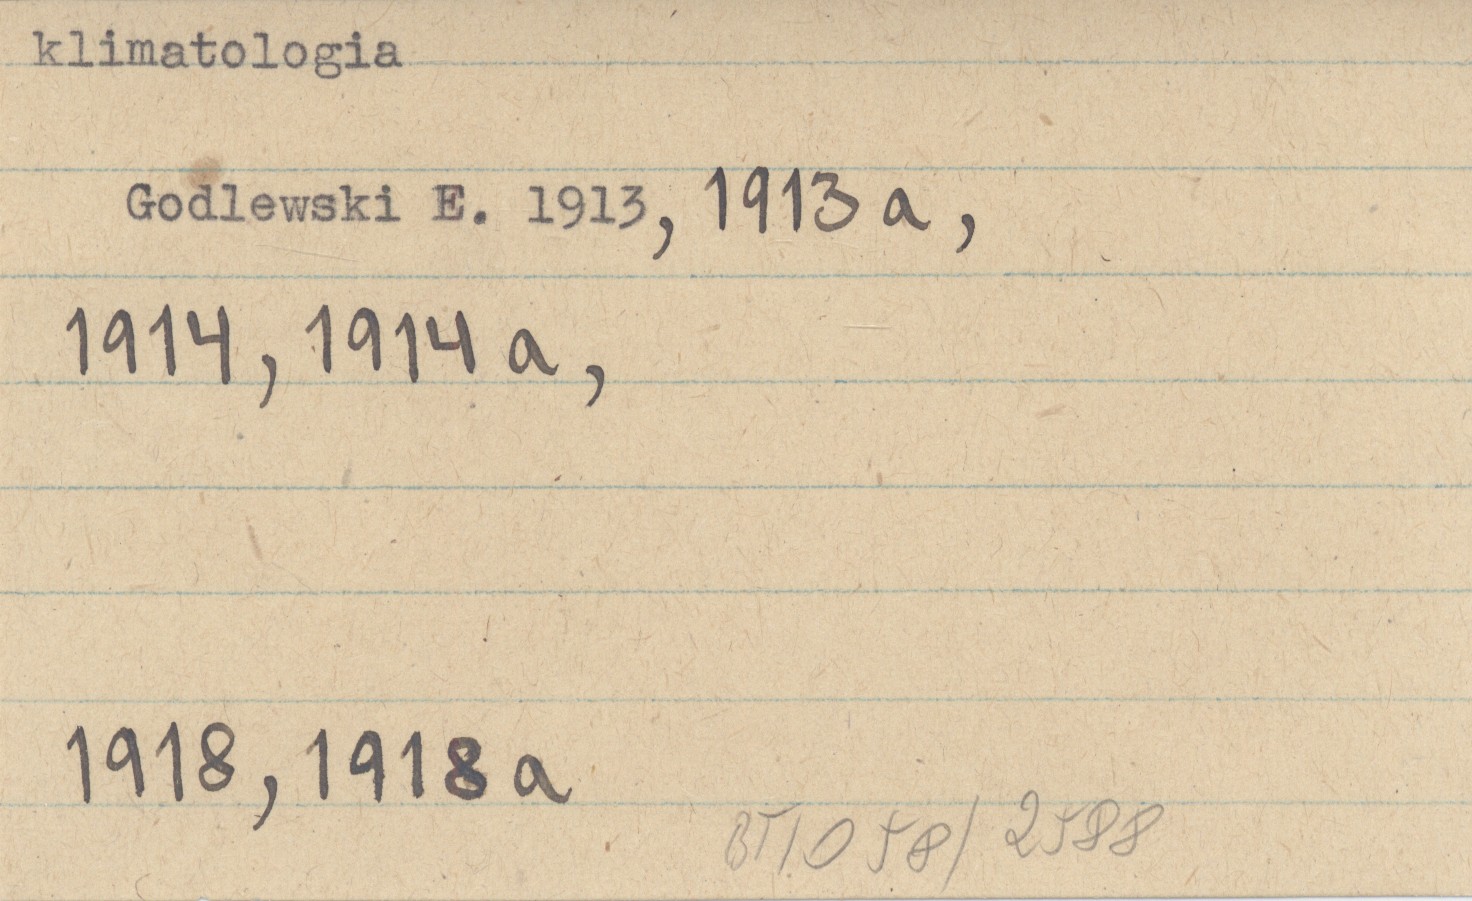 klimatologia
Godlewski E. 1913, 1913 a,
1914, 1914 a,
1918, 1918 a
BT/058/2588